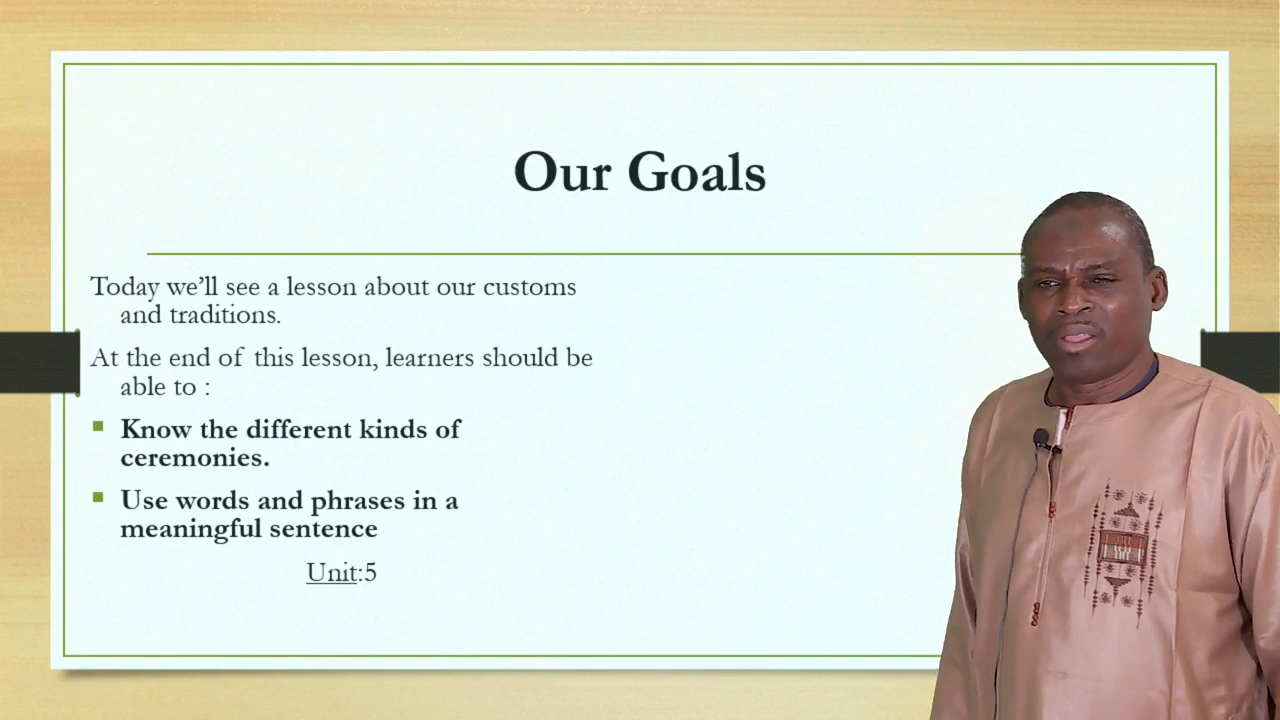 Our Goals
Today we’ll see a lesson about our customs
and traditions.
At the end of this lesson, learners should be
able to :
Know the different kinds of
ceremonies.
Use words and phrases in a
meaningful sentence
Unit:5